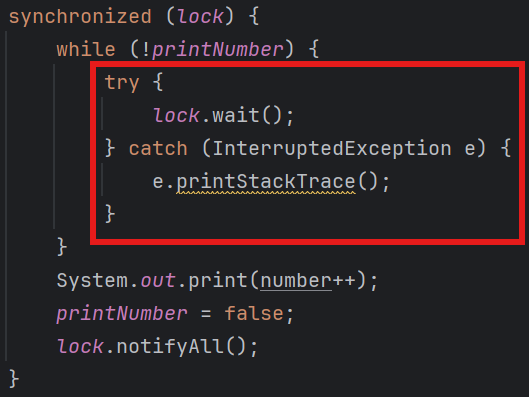 synchronized (lock) {
    while (!printNumber) {
        try {
            lock.wait();
        } catch (InterruptedException e) {
            e.printStackTrace();
        }
    }
    System.out.print(number++);
    printNumber = false;
    lock.notifyAll();
}